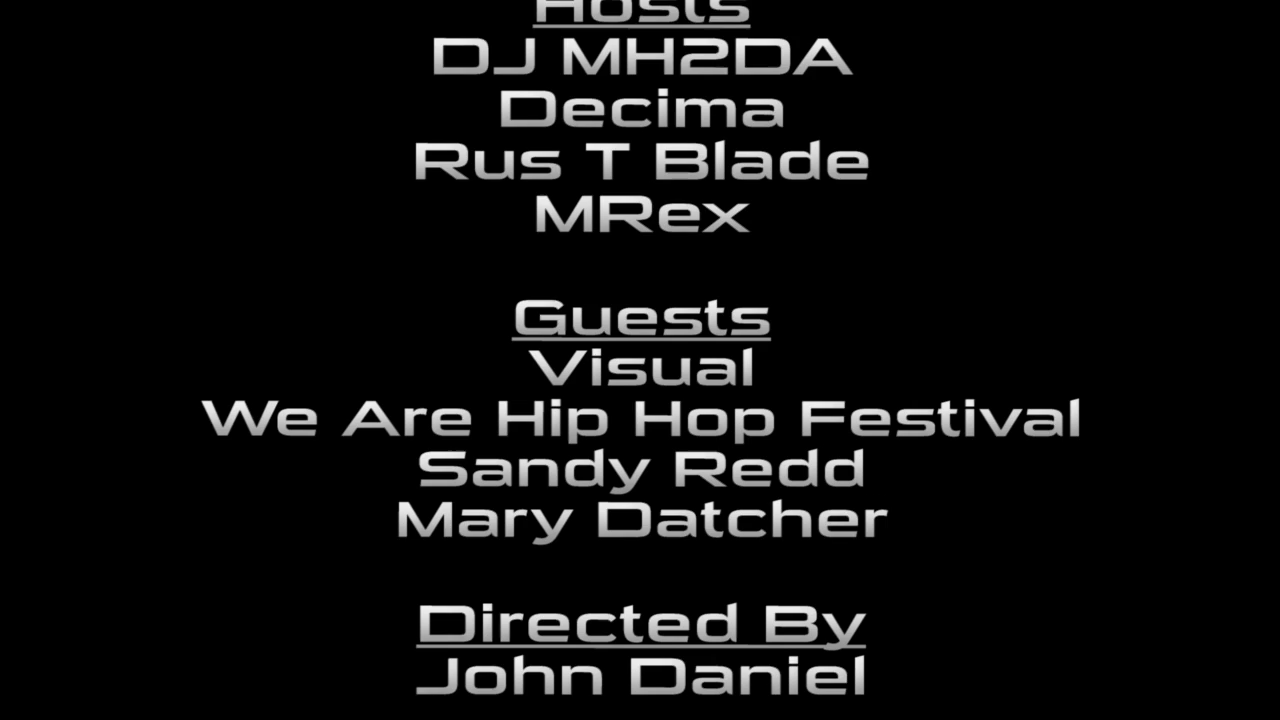 Hosts
DJ MH2DA
Decima
Rus T Blade
MRex
Guests
Visual
We Are Hip Hop Festival
Sandy Redd
Mary Datcher
Directed By
John Daniel